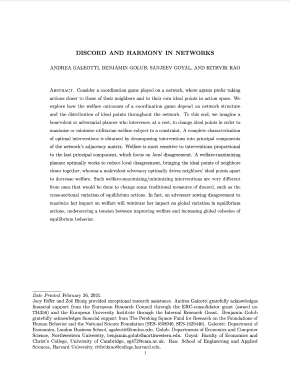 DISCORD AND HARMONY IN NETWORKS
ANDREA GALEOTTI, BENJAMIN GOLUB, SANJEEV GOYAL, AND RITHVIK RAO
Abstract. Consider a coordination game played on a network, where agents prefer taking
actions closer to those of their neighbors and to their own ideal points in action space. We
explore how the welfare outcomes of a coordination game depend on network structure
and the distribution of ideal points throughout the network. To this end, we imagine a
benevolent or adversarial planner who intervenes, at a cost, to change ideal points in order to
maximize or minimize utilitarian welfare subject to a constraint. A complete characterization
of optimal interventions is obtained by decomposing interventions into principal components
of the network's adjacency matrix. Welfare is most sensitive to interventions proportional
to the last principal component, which focus on local disagreement. A welfare-maximizing
planner optimally works to reduce local disagreement, bringing the ideal points of neighbors
closer together, whereas a malevolent adversary optimally drives neighbors' ideal points apart
to decrease welfare. Such welfare-maximizing/minimizing interventions are very different
from ones that would be done to change some traditional measures of discord, such as the
cross-sectional variation of equilibrium actions. In fact, an adversary sowing disagreement to
maximize her impact on welfare will minimize her impact on global variation in equilibrium
actions, underscoring a tension between improving welfare and increasing global cohesion of
equilibrium behavior.
Date Printed. February 26, 2021.
Joey Feffer and Zoë Hitzig provided exceptional research assistance. Andrea Galeotti gratefully acknowledges
financial support from the European Research Council through the ERC-consolidator grant (award no.
724356) and the European University Institute through the Internal Research Grant. Benjamin Golub
gratefully acknowledges financial support from The Pershing Square Fund for Research on the Foundations of
Human Behavior and the National Science Foundation (SES-1658940, SES-1629446). Galeotti: Department of
Economics, London Business School, agaleotti@london.edu. Golub: Departments of Economics and Computer
Science, Northwestern University, benjamin.golub@northwestern.edu. Goyal: Faculty of Economics and
Christ's College, University of Cambridge, sg472@cam.ac.uk. Rao: School of Engineering and Applied
Sciences, Harvard University, rithvikrao@college.harvard.edu.
1